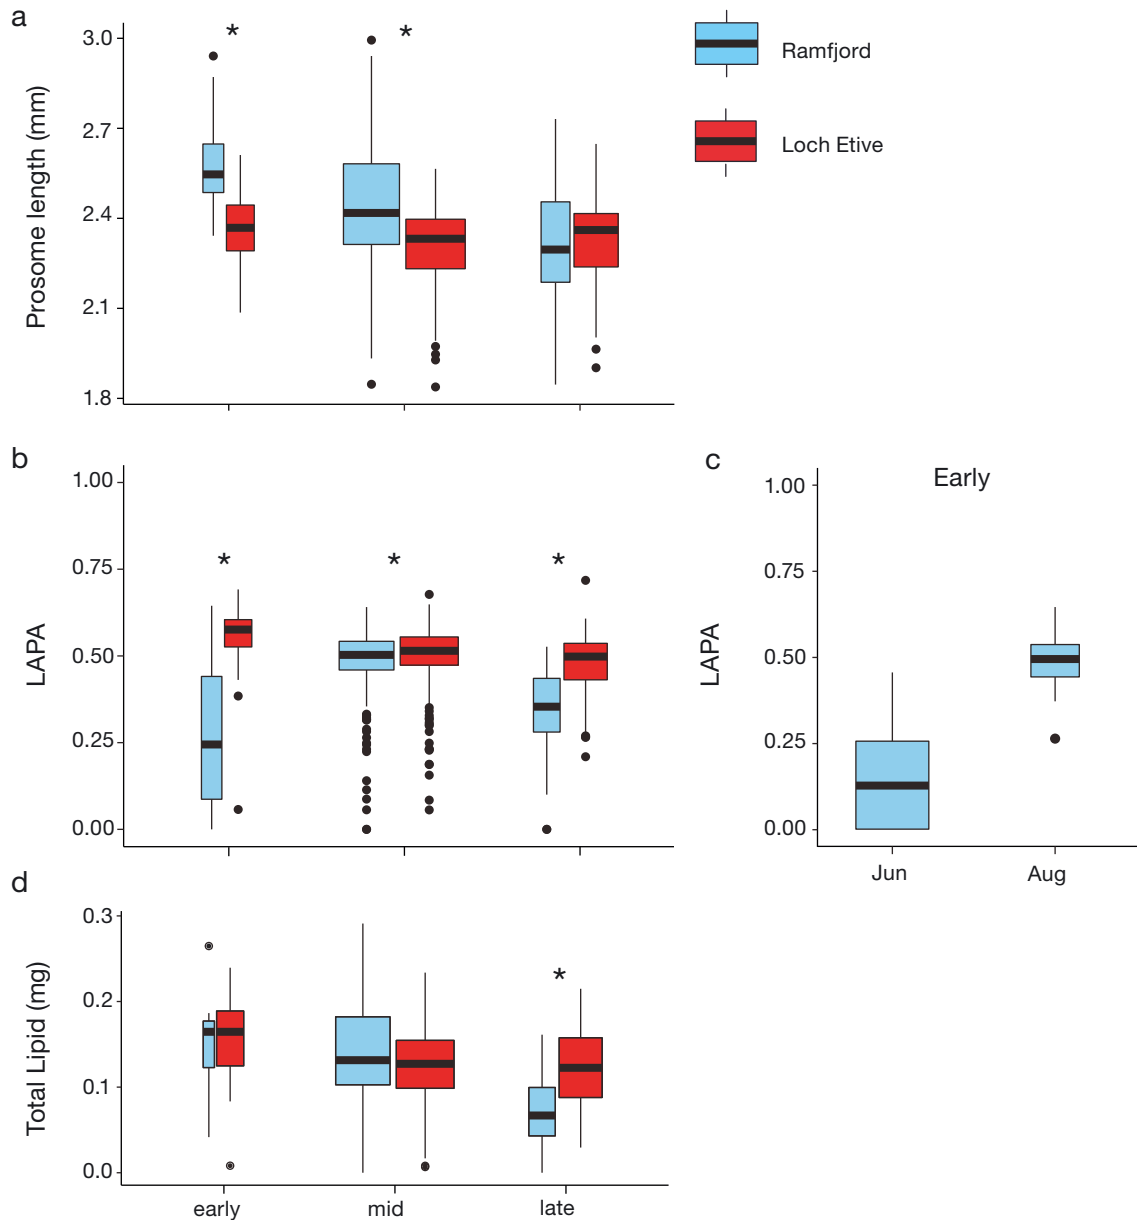 a
*
*
3.0
2.7
2.4
2.1
1.8
Prosome length (mm)
Ramfjord
Loch Etive
b
*
*
*
1.00
0.75
0.50
0.25
0.00
LAPA
c
Early
1.00
0.75
0.50
0.25
0.00
LAPA
Jun
Aug
d
*
0.3
0.2
0.1
0.0
Total Lipid (mg)
early
mid
late